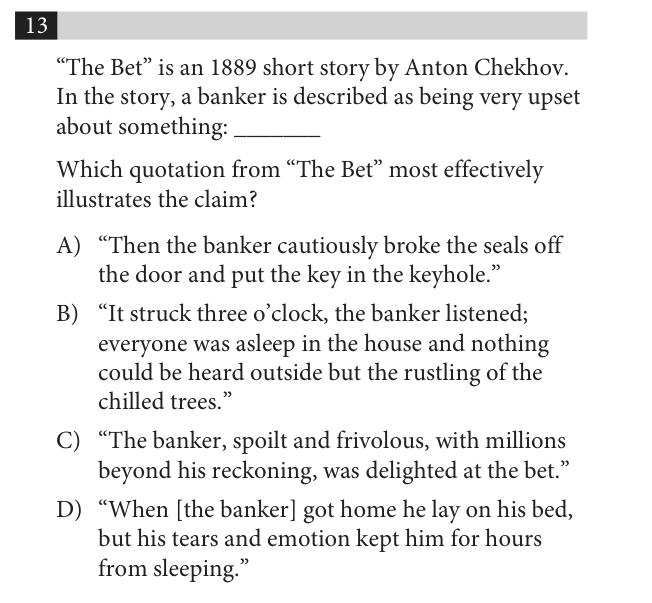 13
“The Bet” is an 1889 short story by Anton Chekhov.
In the story, a banker is described as being very upset
about something: _______
Which quotation from “The Bet” most effectively
illustrates the claim?
A) “Then the banker cautiously broke the seals off
the door and put the key in the keyhole.”
B) “It struck three o’clock, the banker listened;
everyone was asleep in the house and nothing
could be heard outside but the rustling of the
chilled trees.”
C) “The banker, spoilt and frivolous, with millions
beyond his reckoning, was delighted at the bet.”
D) “When [the banker] got home he lay on his bed,
but his tears and emotion kept him for hours
from sleeping.”